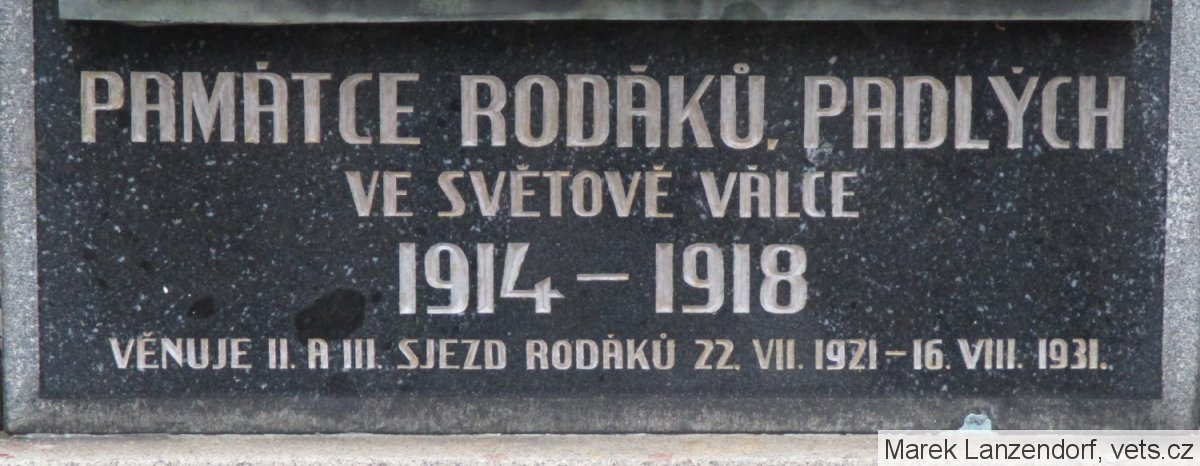 PAMÁTCE RODÁKŮ, PADLÝCH
VE SVĚTOVÉ VÁLCE
1914 – 1918
VĚNUJE II. A III. SJEZD RODÁKŮ 22. VII. 1921 – 16. VIII. 1931.
Marek Lanzendorf, vets.cz